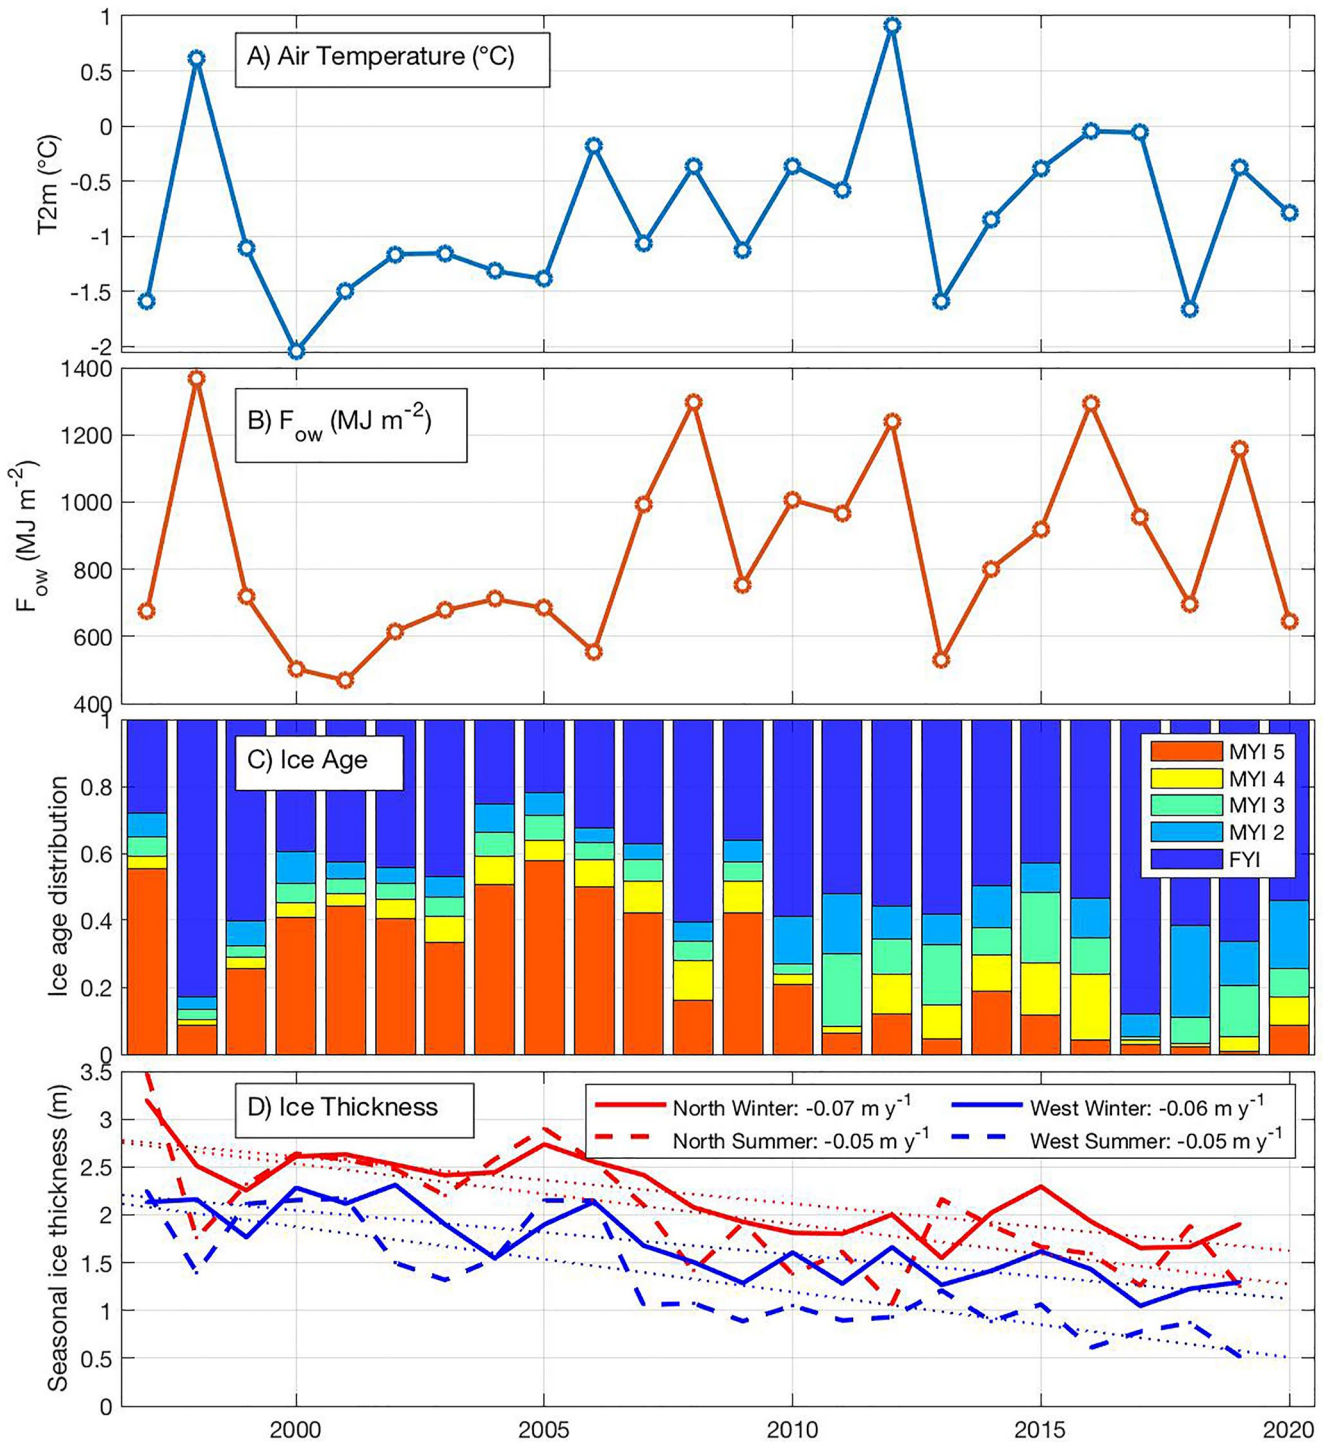 A) Air Temperature (°C)
T2m (°C)
1
0.5
0
-0.5
-1
-1.5
-2
B) Fow (MJ m-2)
Fow (MJ m-2)
1400
1200
1000
800
600
400
C) Ice Age
Ice age distribution
1
0.8
0.6
0.4
0.2
0
MYI 5
MYI 4
MYI 3
MYI 2
FYI
D) Ice Thickness
Seasonal ice thickness (m)
3.5
3
2.5
2
1.5
1
0.5
0
North Winter: -0.07 m y-1
West Winter: -0.06 m y-1
North Summer: -0.05 m y-1
West Summer: -0.05 m y-1
2000 2005 2010 2015 2020